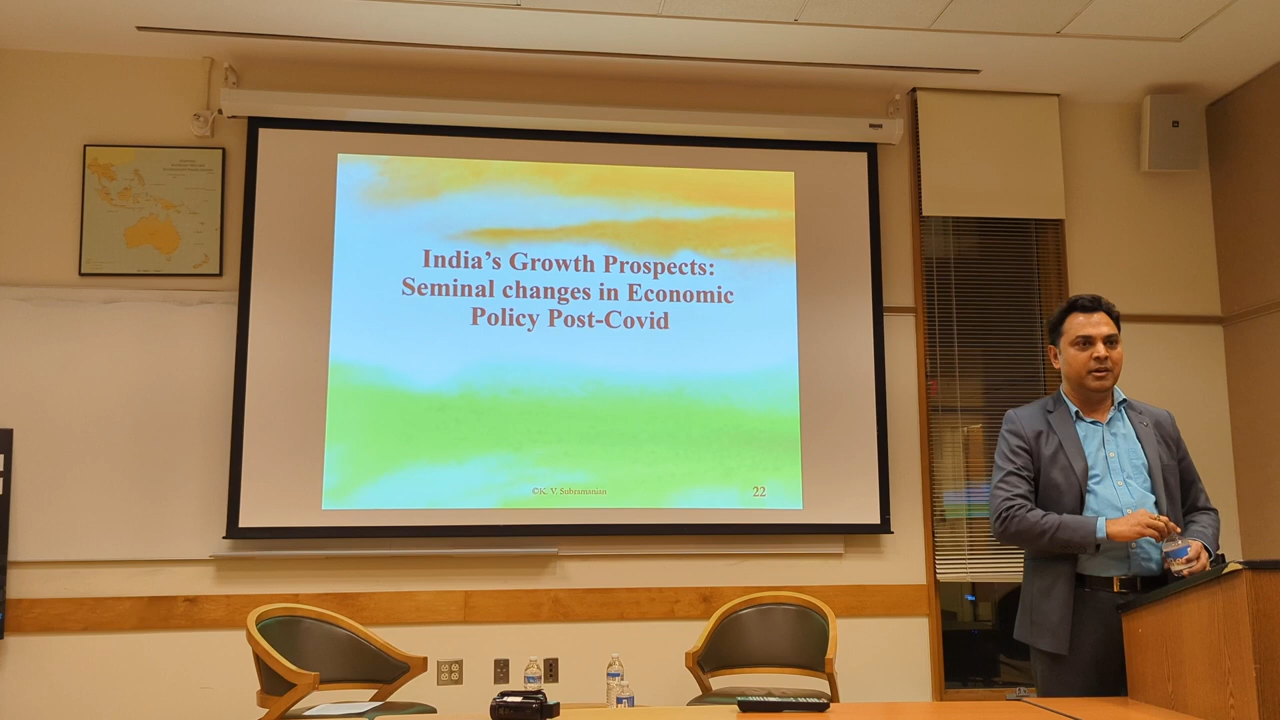 India's Growth Prospects:
Seminal changes in Economic
Policy Post-Covid
©K. V. Subramanian
22